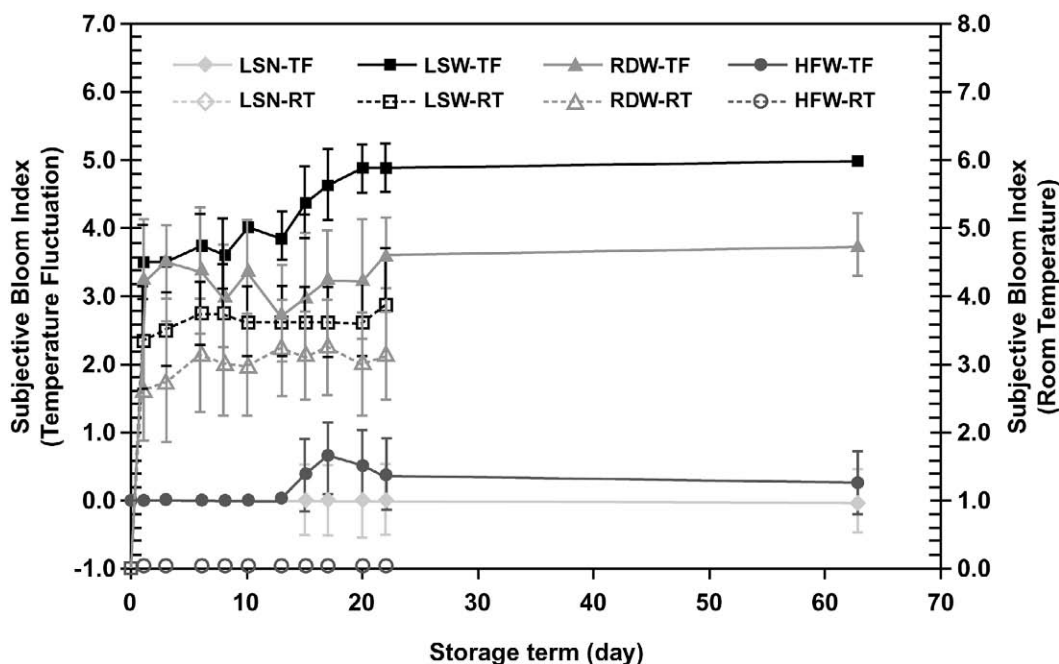 7.0
6.0
5.0
4.0
3.0
2.0
1.0
0.0
-1.0
Subjective Bloom Index
(Temperature Fluctuation)
LSN-TF LSW-TF RDW-TF HFW-TF
LSN-RT LSW-RT RDW-RT HFW-RT
8.0
7.0
6.0
5.0
4.0
3.0
2.0
1.0
0.0
Subjective Bloom Index
(Room Temperature)
0 10 20 30 40 50 60 70
Storage term (day)